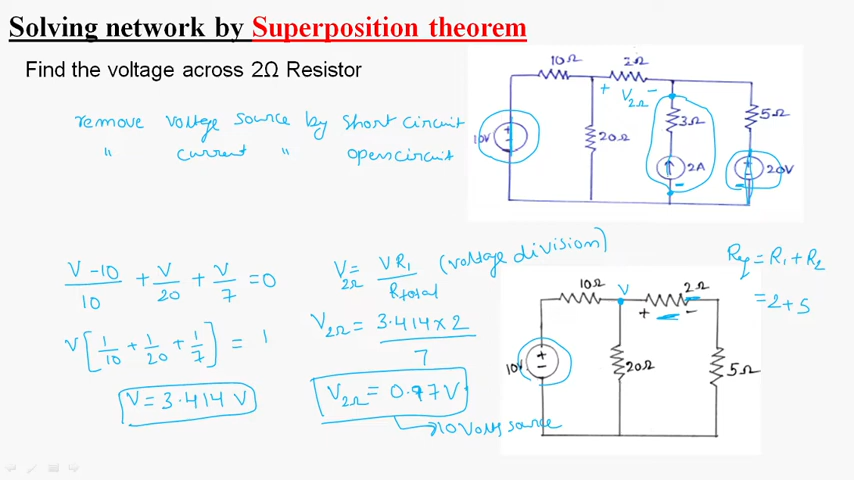 Solving network by Superposition theorem
Find the voltage across 2Ω Resistor
remove voltage source by short circuit
" current " open circuit
10Ω 2Ω
+ V2Ω −
10V + − 20Ω 3Ω 5Ω
2A + − 20V
−
V-10/10 + V/20 + V/7 = 0
V[1/10 + 1/20 + 1/7] = 1
V = 3.414 V
V2Ω = VR1/Rtotal (voltage division)
V2Ω = 3.414 × 2/7
V2Ω = 0.97V
→ 10 Volts source
Req = R1 + R2
= 2+5
10Ω V 2Ω
+ −
10V + − 20Ω 5Ω